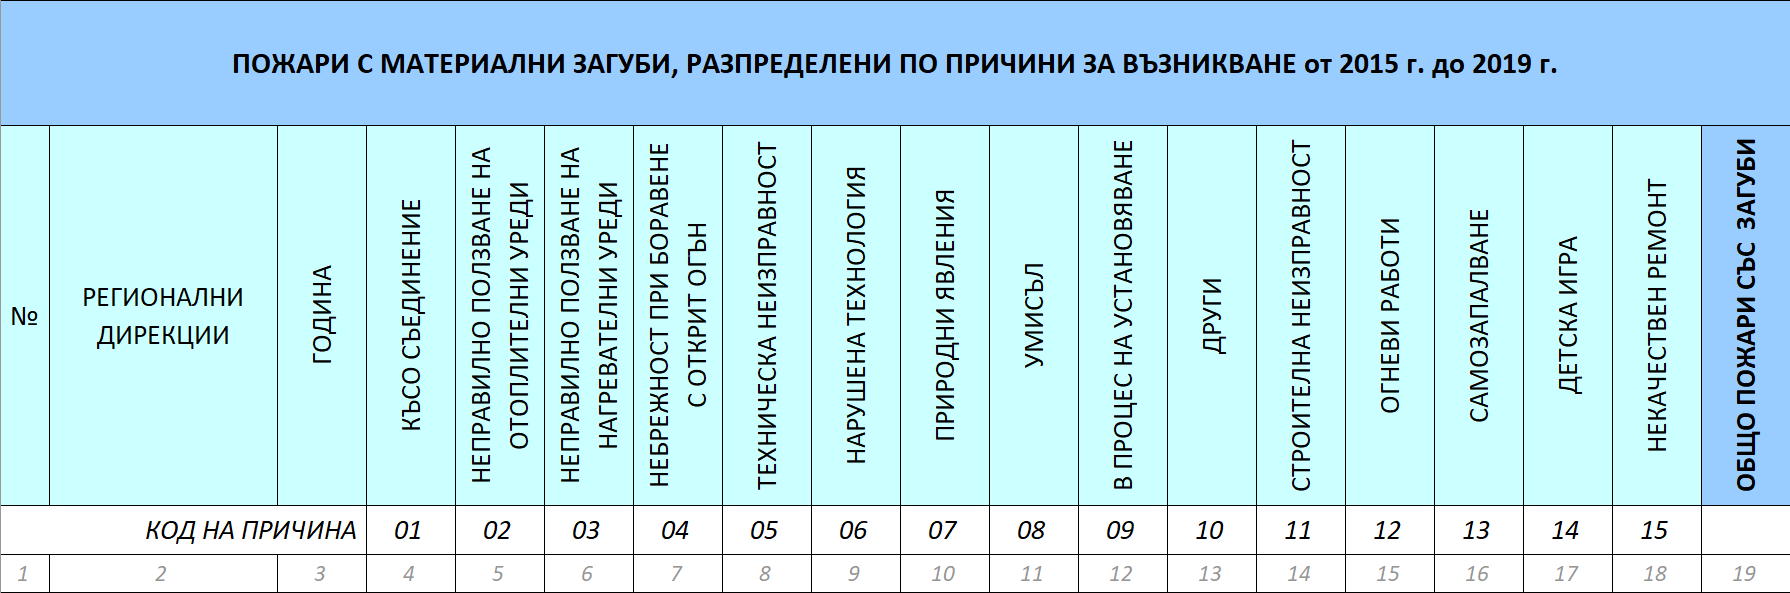 ПОЖАРИ С МАТЕРИАЛНИ ЗАГУБИ, РАЗПРЕДЕЛЕНИ ПО ПРИЧИНИ ЗА ВЪЗНИКВАНЕ от 2015 г. до 2019 г.
№
РЕГИОНАЛНИ
ДИРЕКЦИИ
ГОДИНА
КЪСО СЪЕДИНЕНИЕ
НЕПРАВИЛНО ПОЛЗВАНЕ НА
ОТОПЛИТЕЛНИ УРЕДИ
НЕПРАВИЛНО ПОЛЗВАНЕ НА
НАГРЕВАТЕЛНИ УРЕДИ
НЕБРЕЖНОСТ ПРИ БОРАВЕНЕ
С ОТКРИТ ОГЪН
ТЕХНИЧЕСКА НЕИЗПРАВНОСТ
НАРУШЕНА ТЕХНОЛОГИЯ
ПРИРОДНИ ЯВЛЕНИЯ
УМИСЪЛ
В ПРОЦЕС НА УСТАНОВЯВАНЕ
ДРУГИ
СТРОИТЕЛНА НЕИЗПРАВНОСТ
ОГНЕВИ РАБОТИ
САМОЗАПАЛВАНЕ
ДЕТСКА ИГРА
НЕКАЧЕСТВЕН РЕМОНТ
ОБЩО ПОЖАРИ СЪС ЗАГУБИ
КОД НА ПРИЧИНА 01 02 03 04 05 06 07 08 09 10 11 12 13 14 15
1 2 3 4 5 6 7 8 9 10 11 12 13 14 15 16 17 18 19